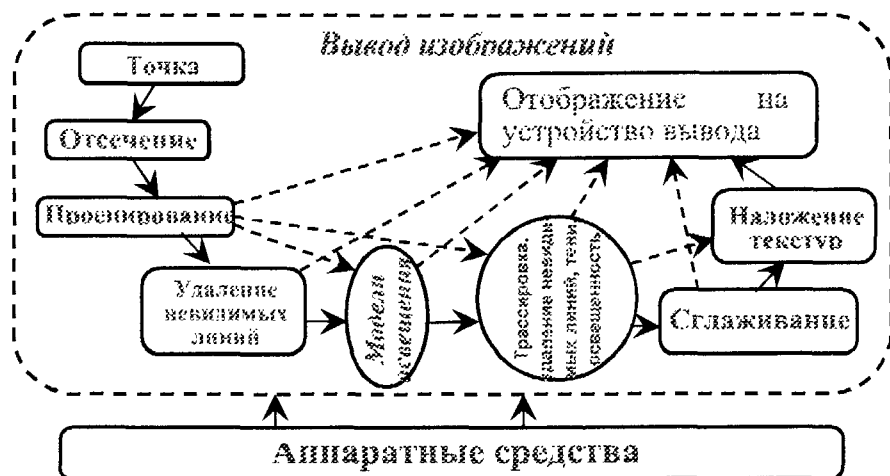 Вывод изображений
Точка
Отсечение
Проецирование
Удаление
невидимых
линий
Модели
освещения
Трассировка,
удаление невиди
мых линий, тени,
освещенность
Отображение на
устройство вывода
Наложение
текстур
Сглаживание
Аппаратные средства